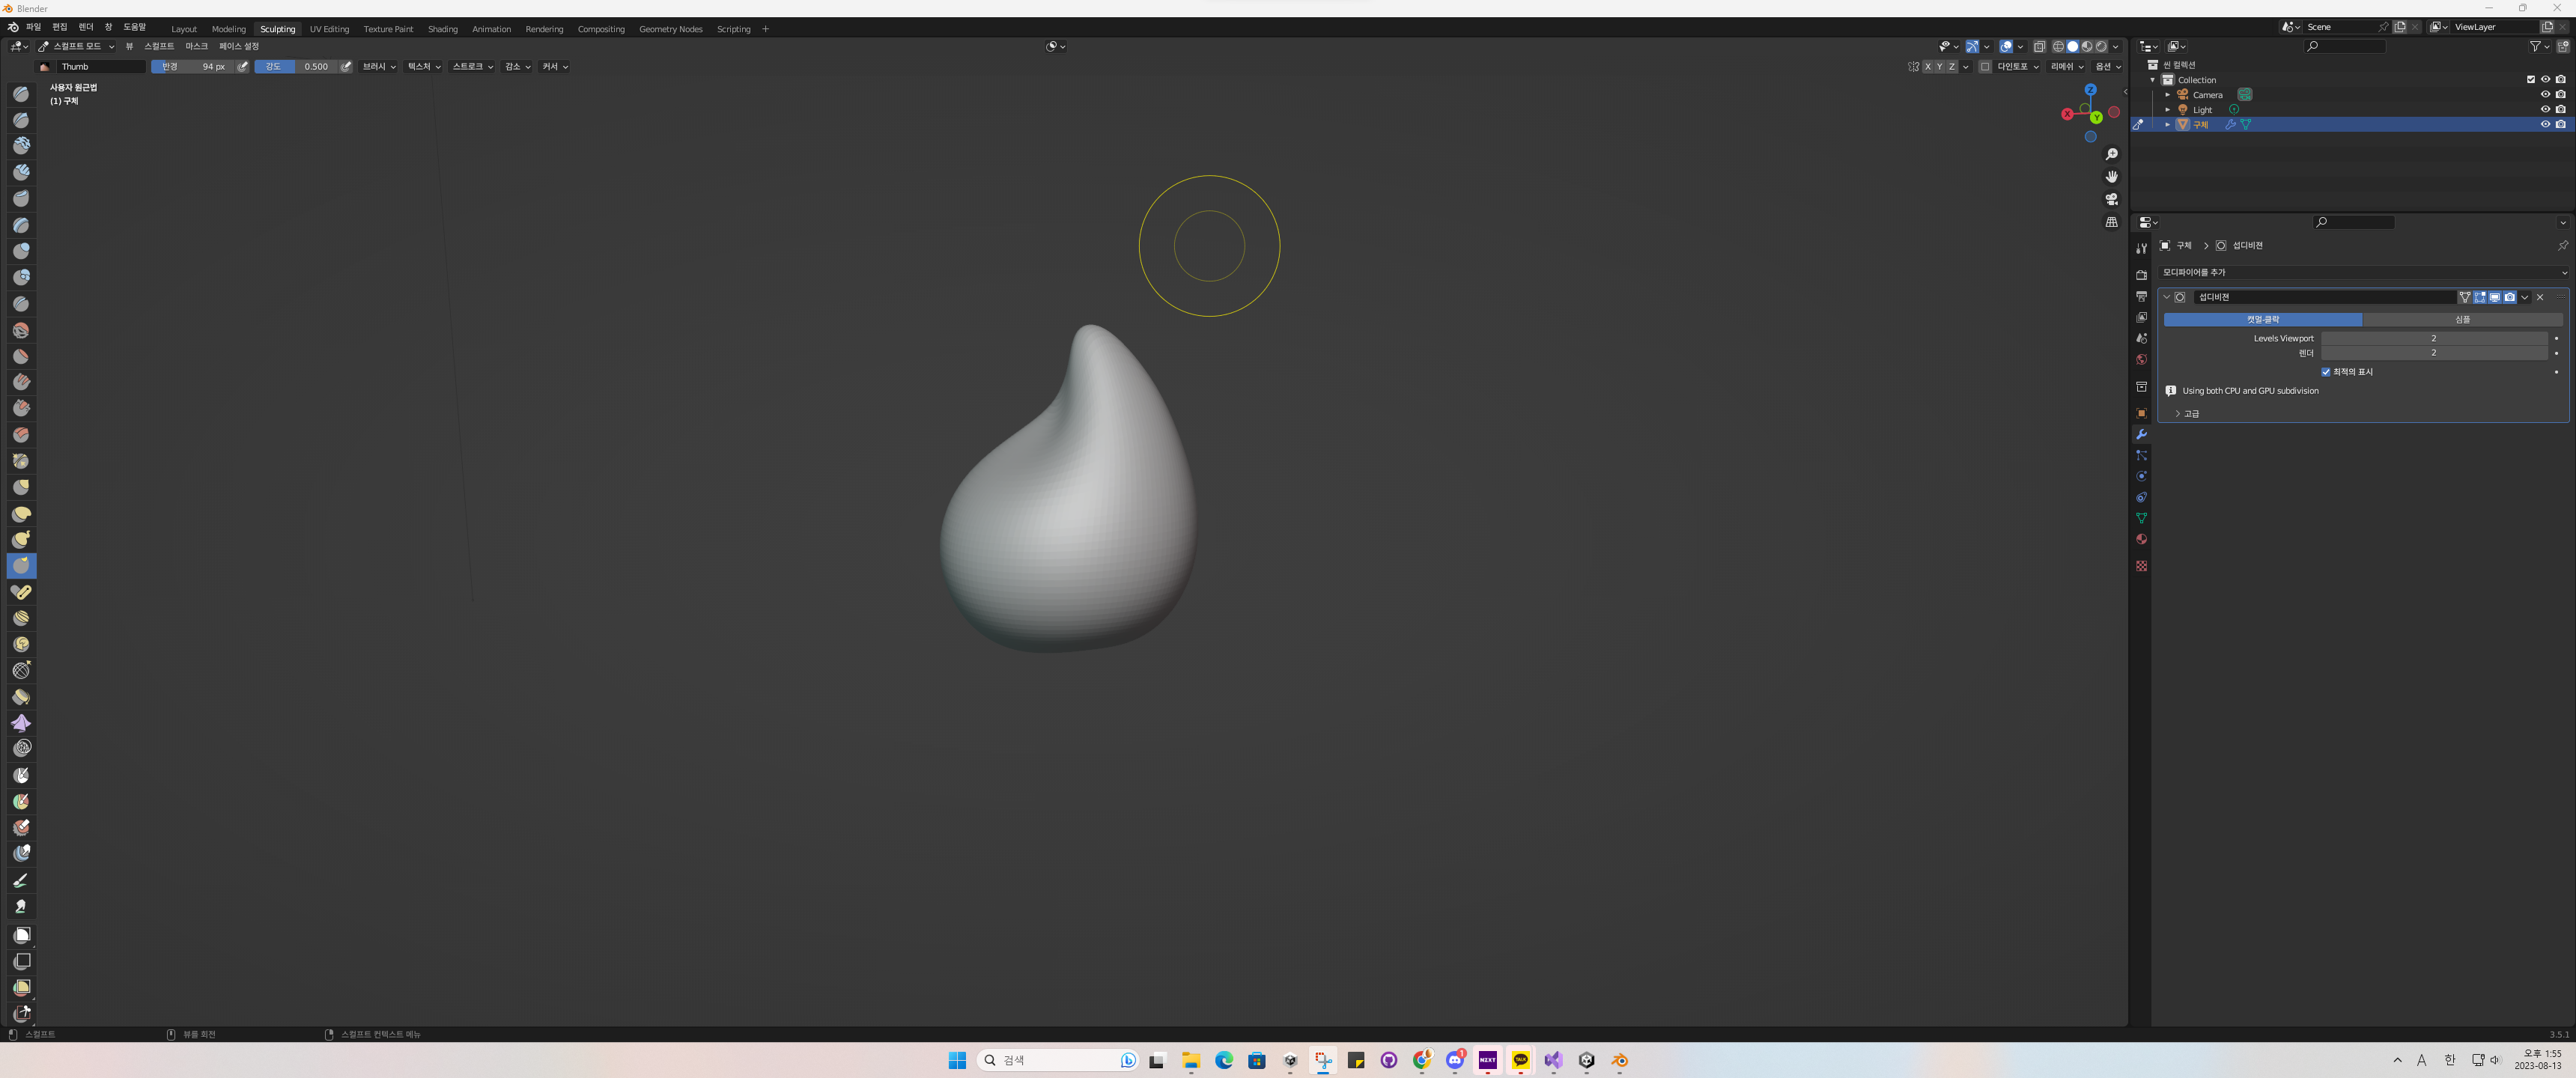 Blender
파일 편집 렌더 창 도움말 Layout Modeling Sculpting UV Editing Texture Paint Shading Animation Rendering Compositing Geometry Nodes Scripting + Scene ViewLayer
스컬프트 모드 뷰 스컬프트 마스크 페이스 설정
Thumb 반경 94 px 강도 0.500 브러시 텍스처 스트로크 감소 커서 X Y Z 다인토포 리메쉬 옵션
사용자 원근법
(1) 구체
Z
X
Y
씬 컬렉션
Collection
Camera
Light
구체
구체 > 섭디비젼
모디파이어를 추가
섭디비젼
캣멀-클락 심플
Levels Viewport 2
렌더 2
최적의 표시
Using both CPU and GPU subdivision
고급
스컬프트 뷰를 회전 스컬프트 컨텍스트 메뉴 3.5.1
검색
1
NZXT
TALK
A 한
오후 1:55
2023-08-13